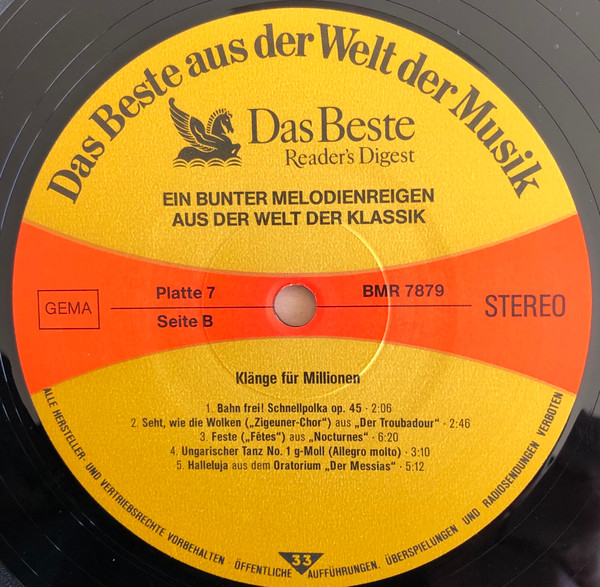 Das Beste aus der Welt der Musik
Das Beste
Reader's Digest
EIN BUNTER MELODIENREIGEN
AUS DER WELT DER KLASSIK
GEMA
Platte 7
BMR 7879
STEREO
Seite B
Klänge für Millionen
1. Bahn frei! Schnellpolka op. 45 · 2:06
2. Seht, wie die Wolken („Zigeuner-Chor") aus „Der Troubadour" · 2:46
3. Feste („Fêtes") aus „Nocturnes" · 6:20
4. Ungarischer Tanz No. 1 g-Moll (Allegro molto) · 3:10
5. Halleluja aus dem Oratorium „Der Messias" · 5:12
ALLE HERSTELLER- UND VERTRIEBSRECHTE VORBEHALTEN · ÖFFENTLICHE AUFFÜHRUNGEN, ÜBERSPIELUNGEN UND RADIOSENDUNGEN VERBOTEN
33